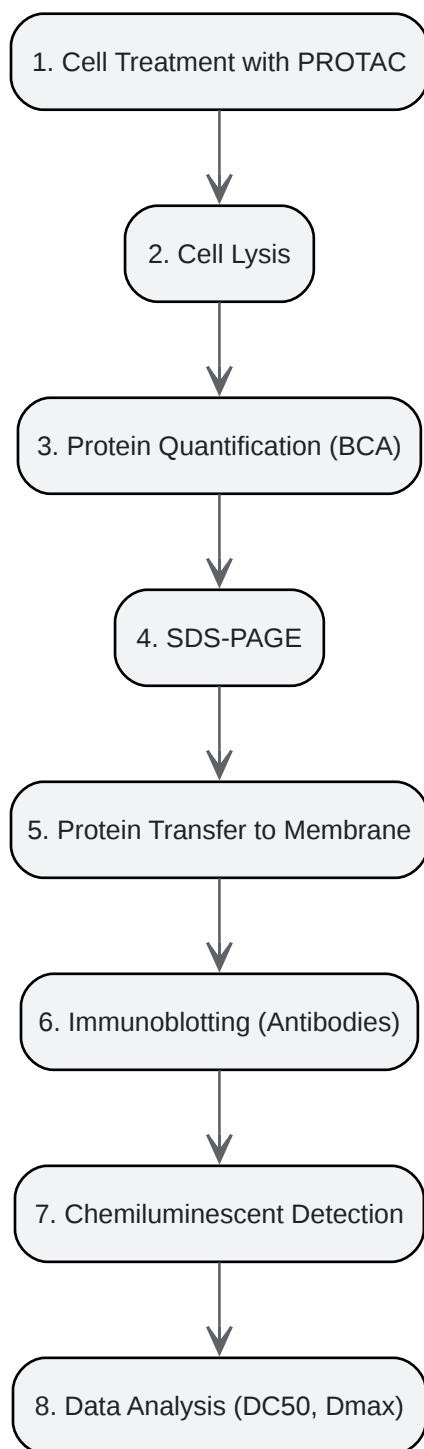 1. Cell Treatment with PROTAC
2. Cell Lysis
3. Protein Quantification (BCA)
4. SDS-PAGE
5. Protein Transfer to Membrane
6. Immunoblotting (Antibodies)
7. Chemiluminescent Detection
8. Data Analysis (DC50, Dmax)